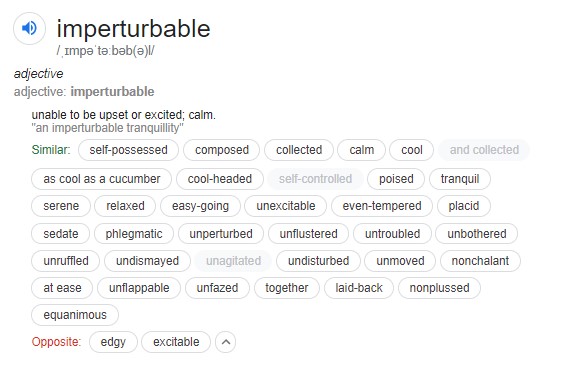 imperturbable
/ˌɪmpəˈtəːbəb(ə)l/
adjective
adjective: imperturbable
unable to be upset or excited; calm.
"an imperturbable tranquillity"
Similar: self-possessed composed collected calm cool and collected
as cool as a cucumber cool-headed self-controlled poised tranquil
serene relaxed easy-going unexcitable even-tempered placid
sedate phlegmatic unperturbed unflustered untroubled unbothered
unruffled undismayed unagitated undisturbed unmoved nonchalant
at ease unflappable unfazed together laid-back nonplussed
equanimous
Opposite: edgy excitable